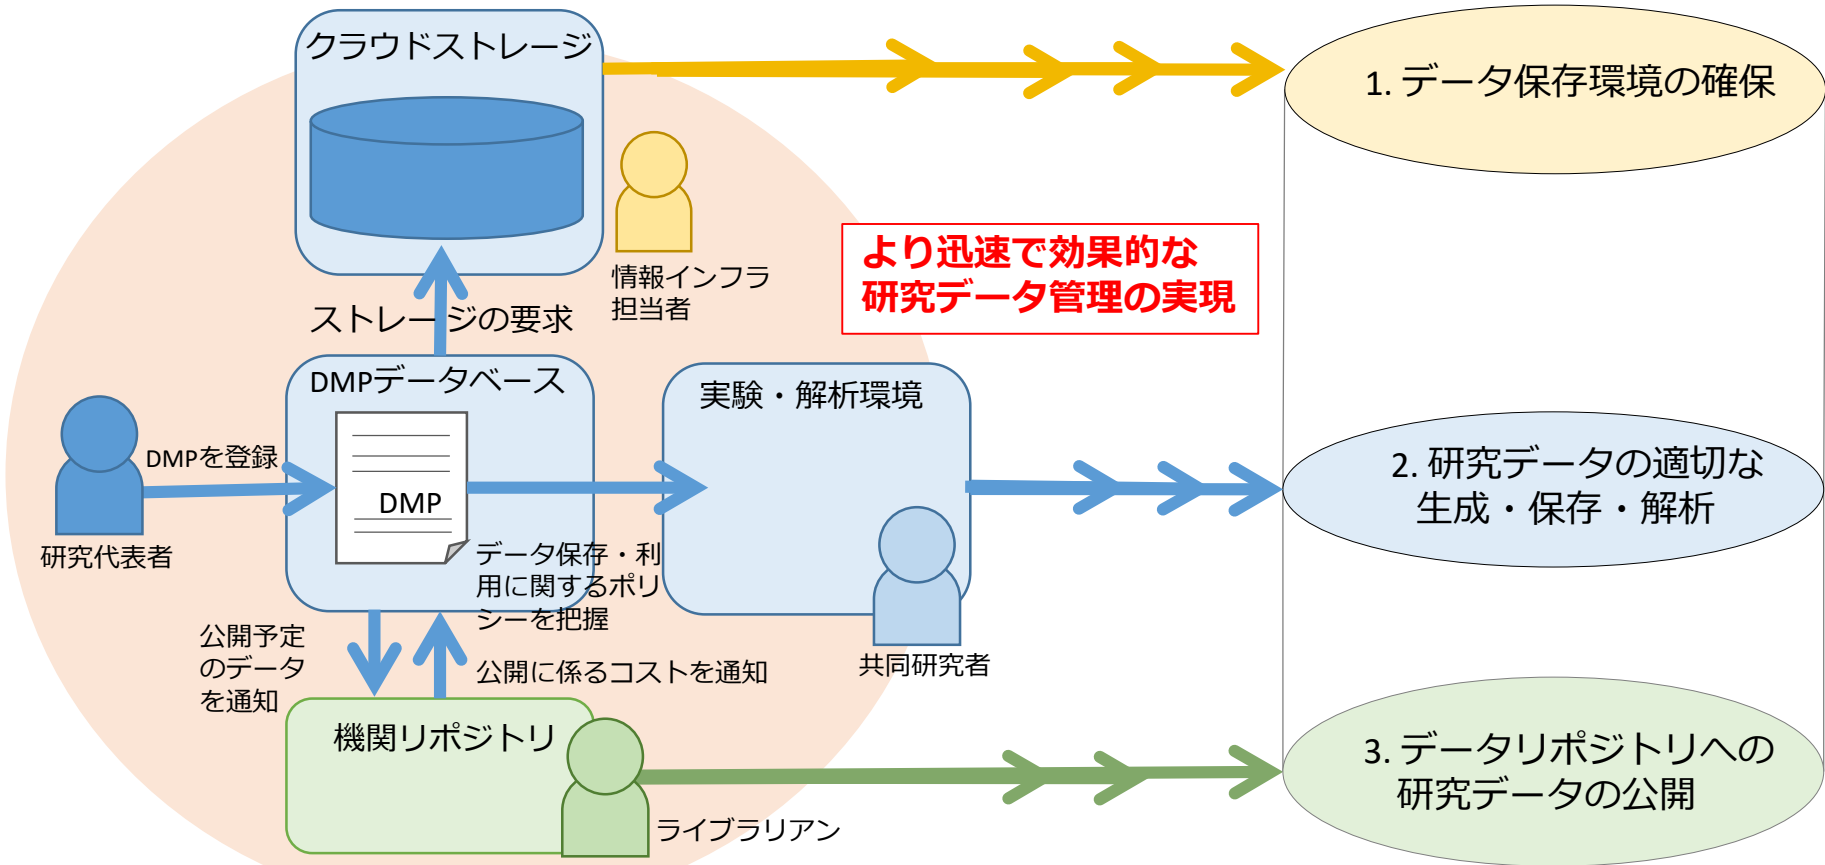 クラウドストレージ
1. データ保存環境の確保
情報インフラ
担当者
より迅速で効果的な
研究データ管理の実現
ストレージの要求
DMPデータベース
実験・解析環境
DMPを登録
DMP
研究代表者
2. 研究データの適切な
生成・保存・解析
データ保存・利
用に関するポリ
シーを把握
公開予定
のデータ
を通知
公開に係るコストを通知
共同研究者
機関リポジトリ
ライブラリアン
3. データリポジトリへの
研究データの公開